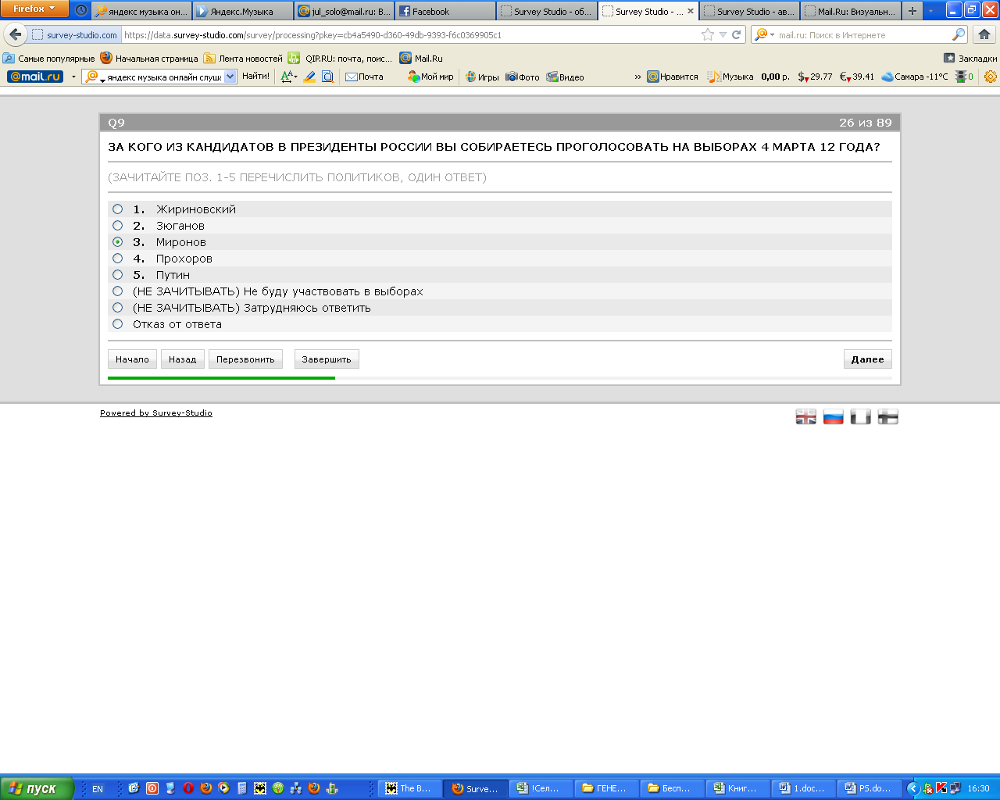 Firefox
яндекс музыка он...
Яндекс.Музыка
jul_solo@mail.ru: В...
Facebook
Survey Studio - об...
Survey Studio - ...
Survey Studio - ав...
Mail.Ru: Визуальн...
survey-studio.com
https://data.survey-studio.com/survey/processing?pkey=cb4a5490-d360-49db-9393-f6c0369905c1
mail.ru: Поиск в Интернете
Самые популярные
Начальная страница
Лента новостей
QIP.RU: почта, поис...
Mail.Ru
Закладки
@mail.ru
яндекс музыка онлайн слуша
Найти!
Почта
Мой мир
Игры
Фото
Видео
»
Нравится
Музыка
0,00 р.
$ 29.77
€ 39.41
Самара -11°C
0
Q9
26 из 89
ЗА КОГО ИЗ КАНДИДАТОВ В ПРЕЗИДЕНТЫ РОССИИ ВЫ СОБИРАЕТЕСЬ ПРОГОЛОСОВАТЬ НА ВЫБОРАХ 4 МАРТА 12 ГОДА?
(ЗАЧИТАЙТЕ ПОЗ. 1-5 ПЕРЕЧИСЛИТЬ ПОЛИТИКОВ, ОДИН ОТВЕТ)
1. Жириновский
2. Зюганов
3. Миронов
4. Прохоров
5. Путин
(НЕ ЗАЧИТЫВАТЬ) Не буду участвовать в выборах
(НЕ ЗАЧИТЫВАТЬ) Затрудняюсь ответить
Отказ от ответа
Начало
Назад
Перезвонить
Завершить
Далее
Powered by Survey-Studio
пуск
EN
The B...
Surve...
!Сел...
ГЕНЕ...
Бесп...
Книг...
1.doc...
PS.do...
16:30